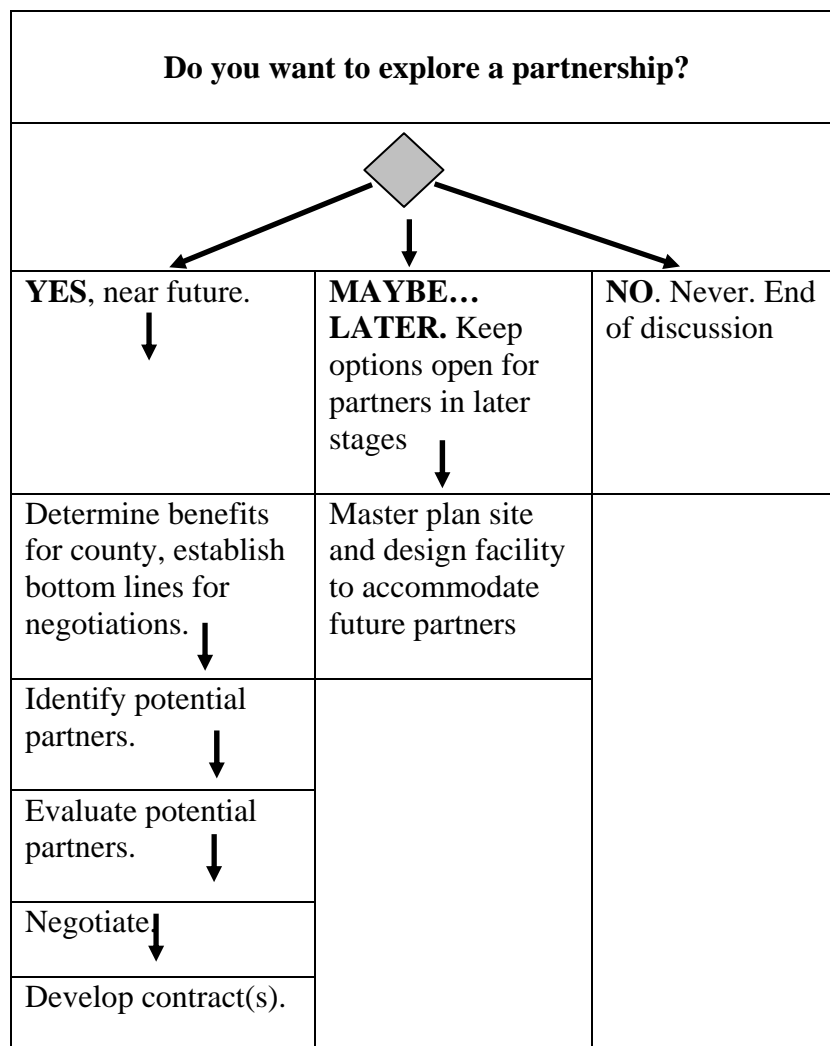 Do you want to explore a partnership?
YES, near future.
MAYBE…
LATER. Keep
options open for
partners in later
stages
NO. Never. End
of discussion
Determine benefits
for county, establish
bottom lines for
negotiations.
Master plan site
and design facility
to accommodate
future partners
Identify potential
partners.
Evaluate potential
partners.
Negotiate.
Develop contract(s).